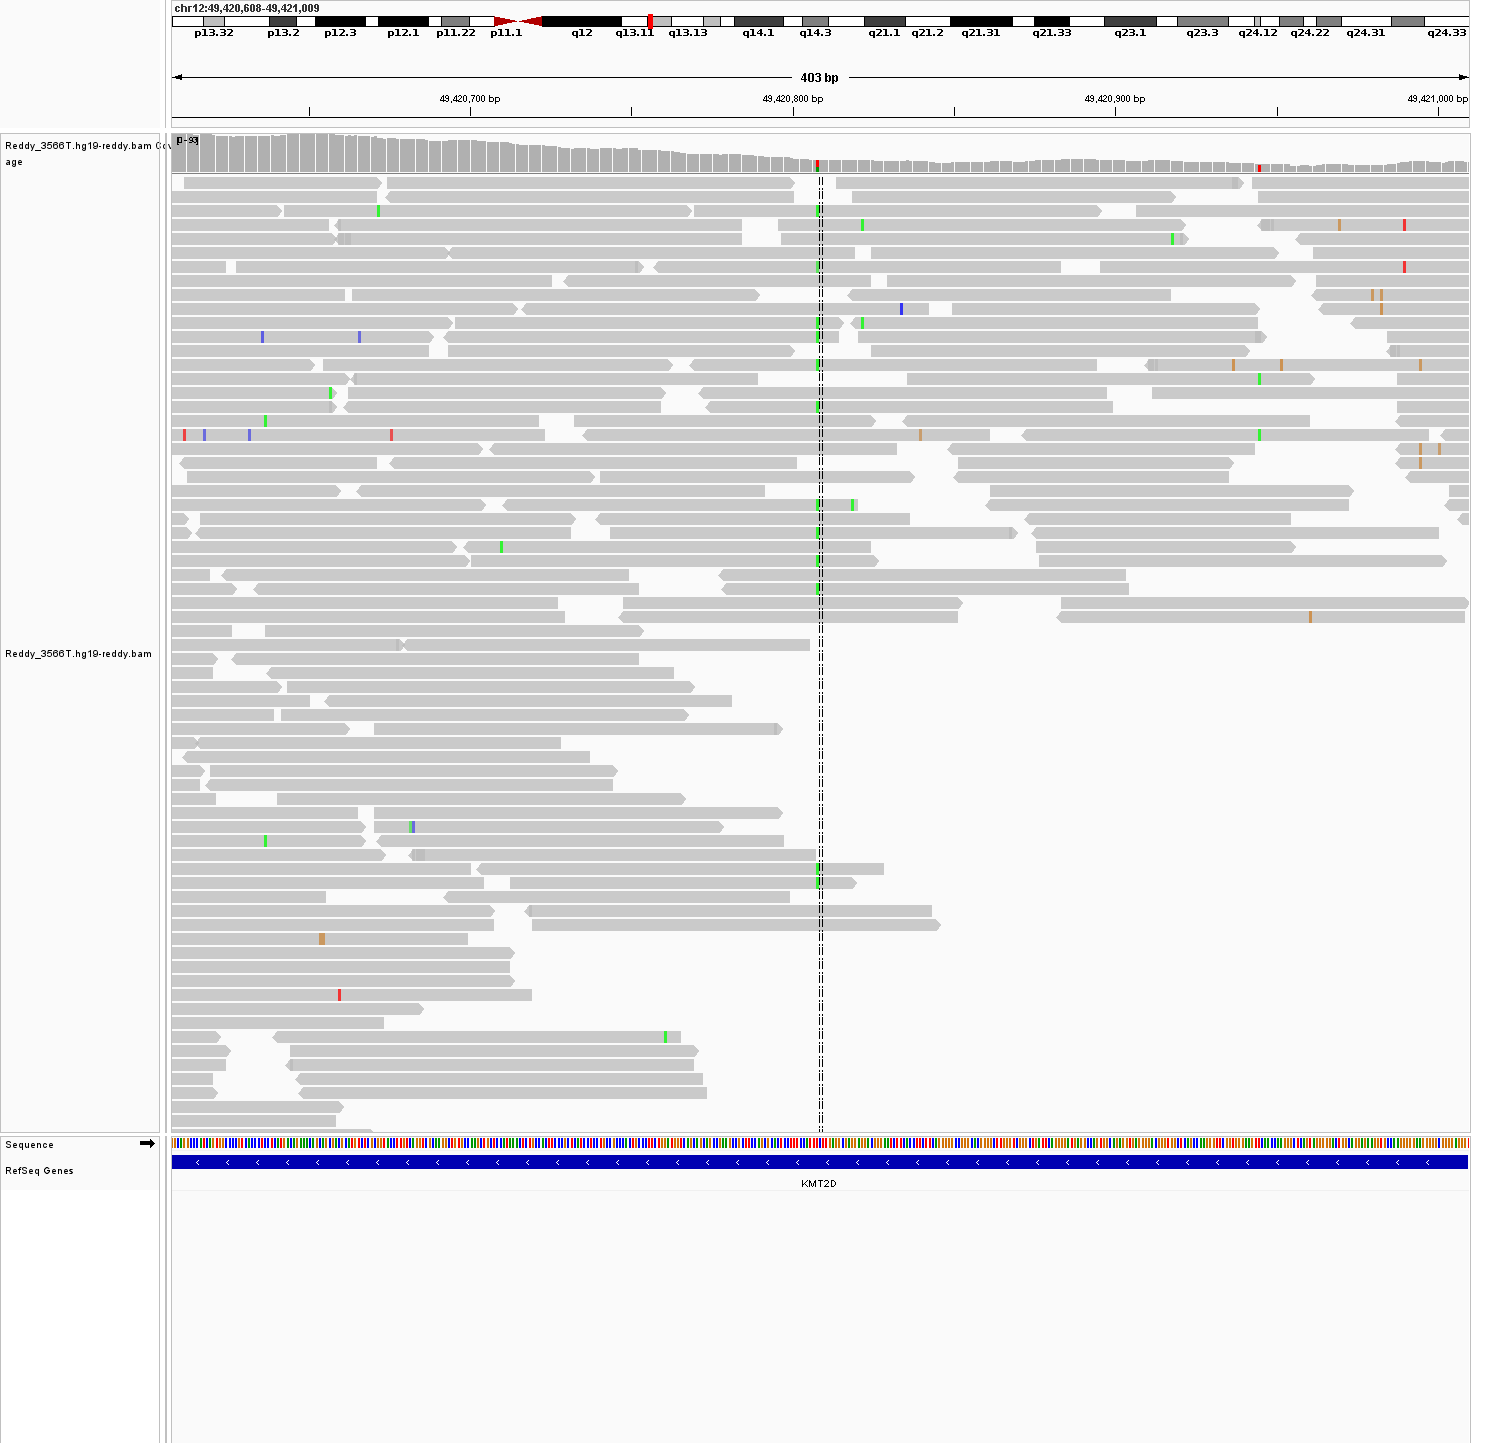 chr12:49,420,608-49,421,009
p13.32 p13.2 p12.3 p12.1 p11.22 p11.1 q12 q13.11 q13.13 q14.1 q14.3 q21.1 q21.2 q21.31 q21.33 q23.1 q23.3 q24.12 q24.22 q24.31 q24.33
403 bp
49,420,700 bp 49,420,800 bp 49,420,900 bp 49,421,000 bp
Reddy_3566T.hg19-reddy.bam Cov
age
[0-93]
Reddy_3566T.hg19-reddy.bam
Sequence
RefSeq Genes
KMT2D